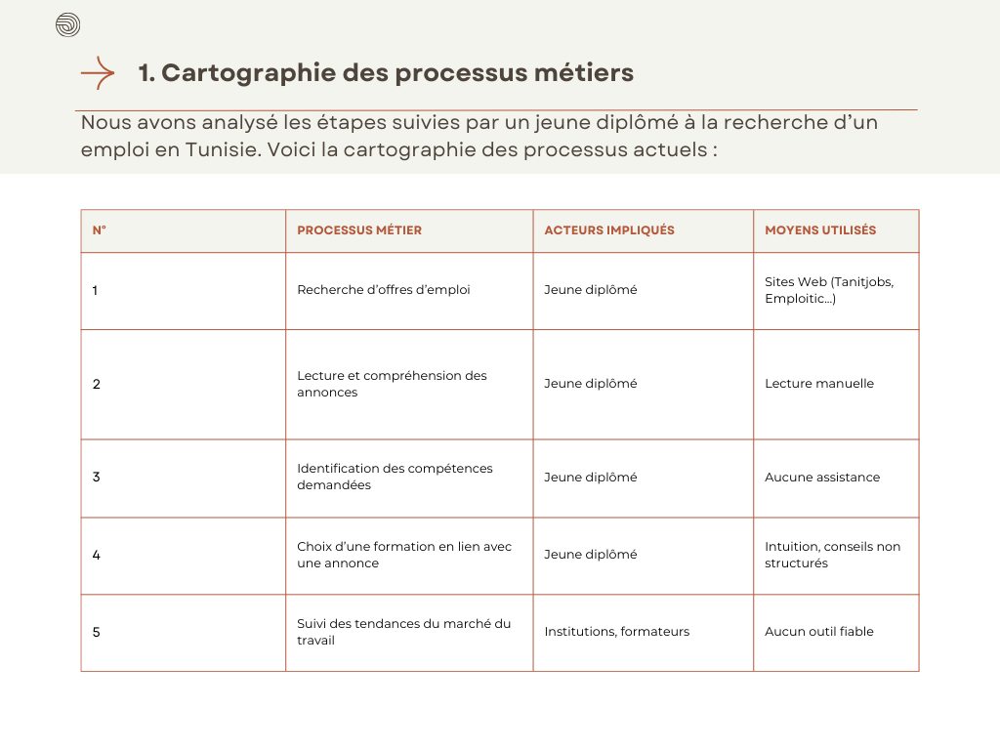 1. Cartographie des processus métiers
Nous avons analysé les étapes suivies par un jeune diplômé à la recherche d’un
emploi en Tunisie. Voici la cartographie des processus actuels :
N° PROCESSUS MÉTIER ACTEURS IMPLIQUÉS MOYENS UTILISÉS
1 Recherche d’offres d’emploi Jeune diplômé Sites Web (Tanitjobs,
Emploitic…)
2 Lecture et compréhension des
annonces Jeune diplômé Lecture manuelle
3 Identification des compétences
demandées Jeune diplômé Aucune assistance
4 Choix d’une formation en lien avec
une annonce Jeune diplômé Intuition, conseils non
structurés
5 Suivi des tendances du marché du
travail Institutions, formateurs Aucun outil fiable